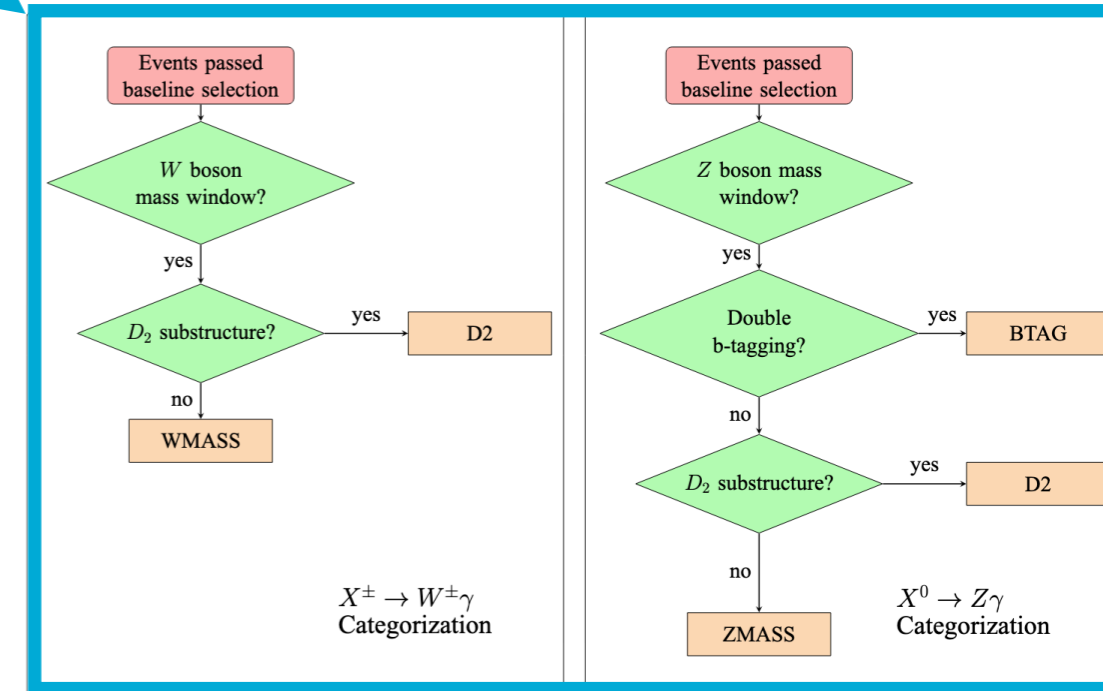 Events passed
baseline selection
W boson
mass window?
yes
D₂ substructure?
yes
D2
no
WMASS
X± → W±γ
Categorization
Events passed
baseline selection
Z boson mass
window?
yes
Double
b-tagging?
yes
BTAG
no
D₂ substructure?
yes
D2
no
ZMASS
X⁰ → Zγ
Categorization